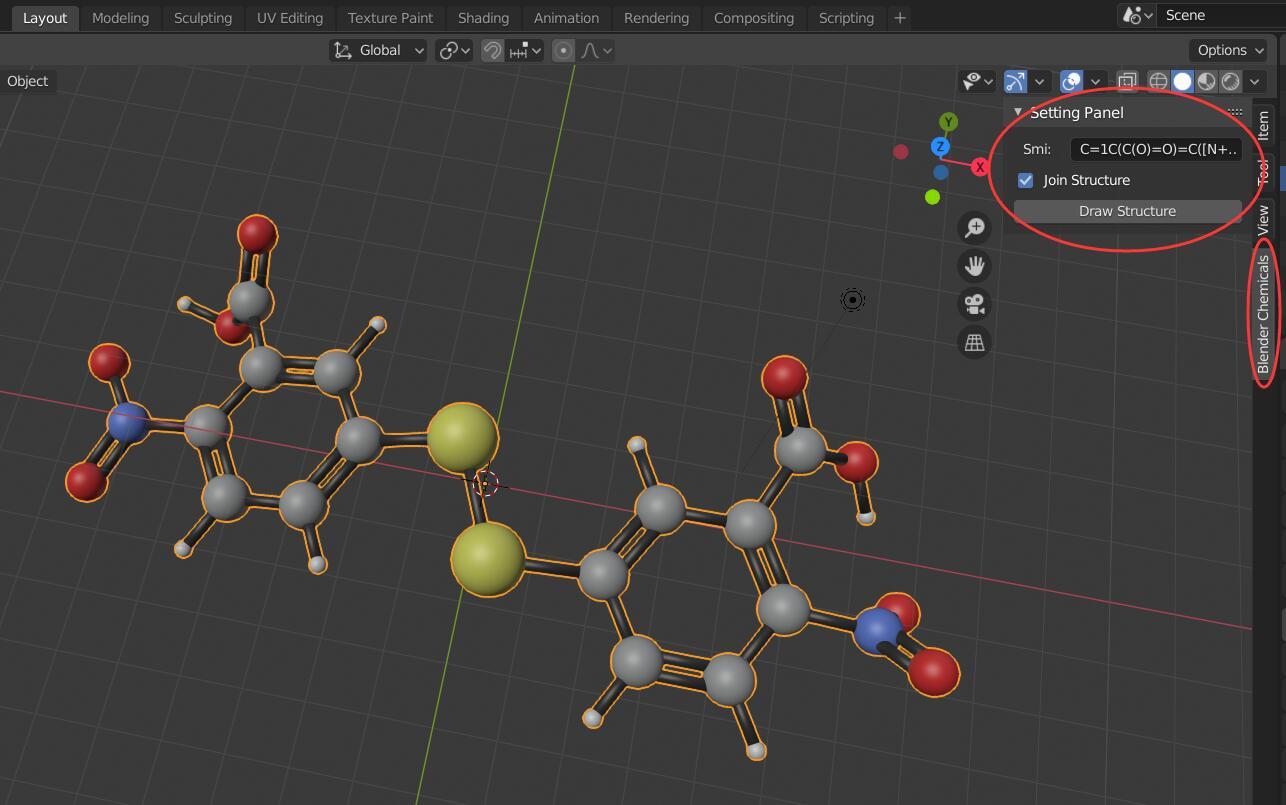 Layout Modeling Sculpting UV Editing Texture Paint Shading Animation Rendering Compositing Scripting + Scene
Global Options
Object
Setting Panel
Smi: C=1C(C(O)=O)=C([N+..
Join Structure
Draw Structure
Item
Tool
View
Blender Chemicals
Y
Z
X